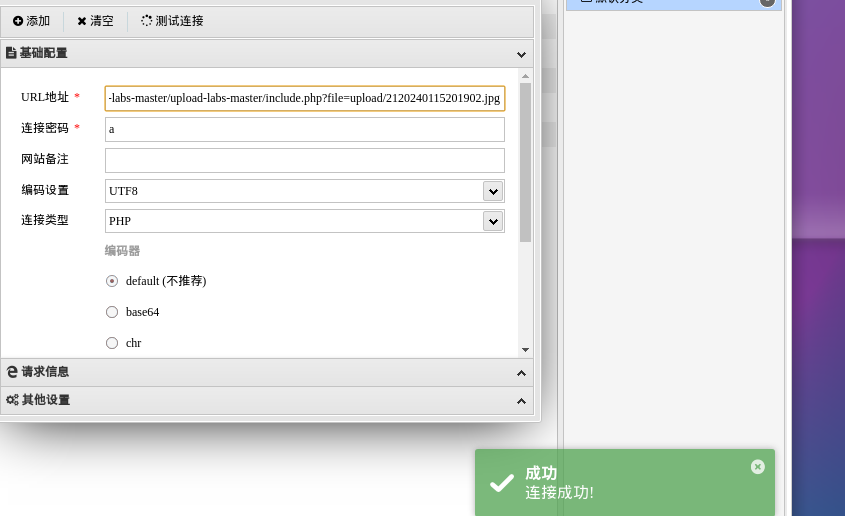 添加 清空 测试连接
基础配置
URL地址 * -labs-master/upload-labs-master/include.php?file=upload/2120240115201902.jpg
连接密码 * a
网站备注
编码设置 UTF8
连接类型 PHP
编码器
default (不推荐)
base64
chr
请求信息
其他设置
成功
连接成功!